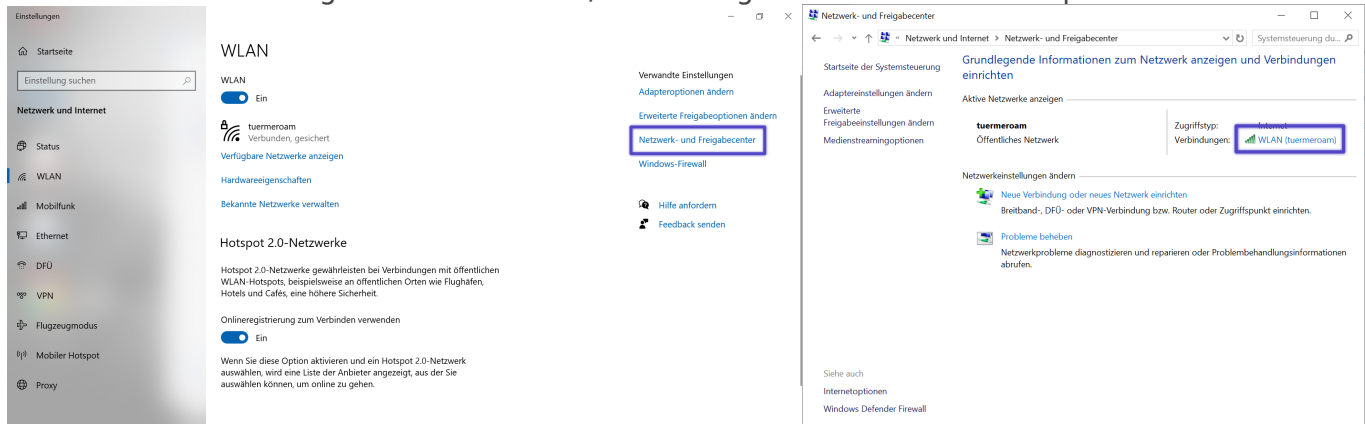 Einstellungen
Startseite
Einstellung suchen
Netzwerk und Internet
Status
WLAN
Mobilfunk
Ethernet
DFÜ
VPN
Flugzeugmodus
Mobiler Hotspot
Proxy
WLAN
WLAN
Ein
tuermeroam
Verbunden, gesichert
Verfügbare Netzwerke anzeigen
Hardwareeigenschaften
Bekannte Netzwerke verwalten
Hotspot 2.0-Netzwerke
Hotspot 2.0-Netzwerke gewährleisten bei Verbindungen mit öffentlichen
WLAN-Hotspots, beispielsweise an öffentlichen Orten wie Flughäfen,
Hotels und Cafés, eine höhere Sicherheit.
Onlineregistrierung zum Verbinden verwenden
Ein
Wenn Sie diese Option aktivieren und ein Hotspot 2.0-Netzwerk
auswählen, wird eine Liste der Anbieter angezeigt, aus der Sie
auswählen können, um online zu gehen.
Verwandte Einstellungen
Adapteroptionen ändern
Erweiterte Freigabeoptionen ändern
Netzwerk- und Freigabecenter
Windows-Firewall
Hilfe anfordern
Feedback senden
Netzwerk- und Freigabecenter
« Netzwerk und Internet > Netzwerk- und Freigabecenter
Systemsteuerung du...
Startseite der Systemsteuerung
Adaptereinstellungen ändern
Erweiterte
Freigabeeinstellungen ändern
Medienstreamingoptionen
Grundlegende Informationen zum Netzwerk anzeigen und Verbindungen
einrichten
Aktive Netzwerke anzeigen
tuermeroam
Öffentliches Netzwerk
Zugriffstyp: Internet
Verbindungen: WLAN (tuermeroam)
Netzwerkeinstellungen ändern
Neue Verbindung oder neues Netzwerk einrichten
Breitband-, DFÜ- oder VPN-Verbindung bzw. Router oder Zugriffspunkt einrichten.
Probleme beheben
Netzwerkprobleme diagnostizieren und reparieren oder Problembehandlungsinformationen
abrufen.
Siehe auch
Internetoptionen
Windows Defender Firewall